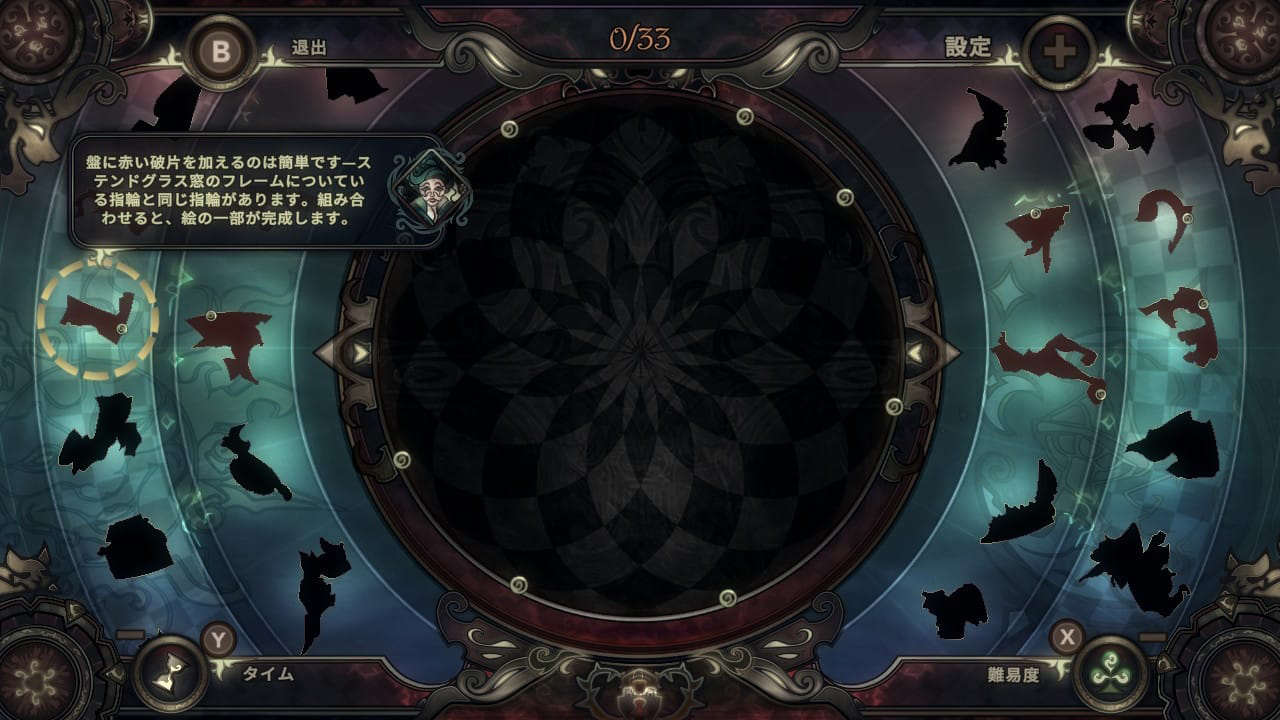 B
退出
0/33
設定
盤に赤い破片を加えるのは簡単です—ス
テンドグラス窓のフレームについてい
る指輪と同じ指輪があります。組み合
わせると、絵の一部が完成します。
Y
タイム
X
難易度